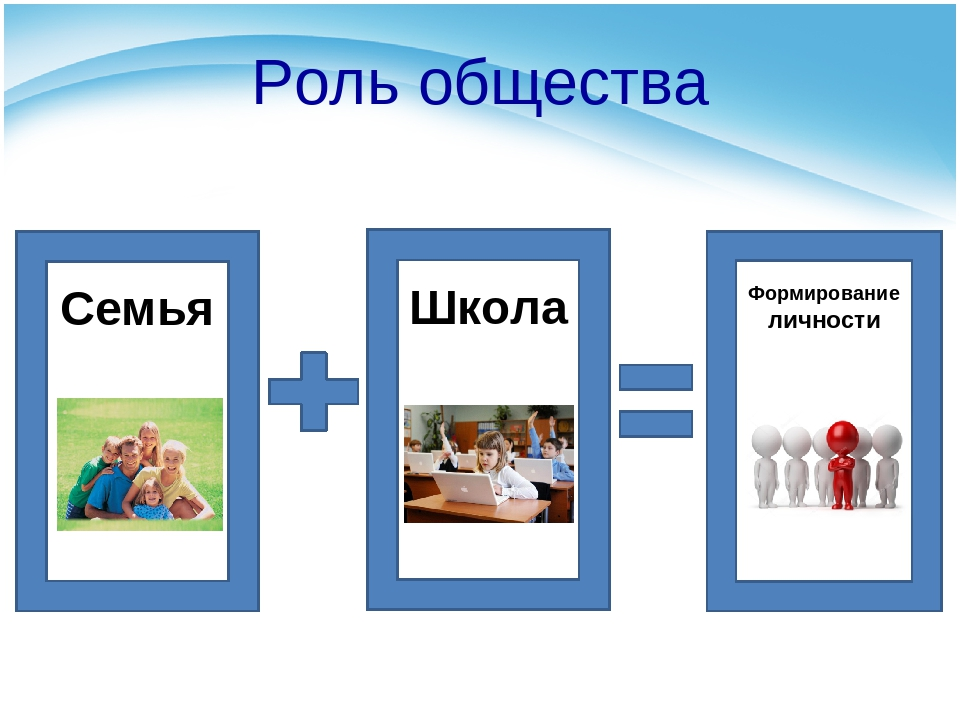 Роль общества
Семья
Школа
Формирование
личности